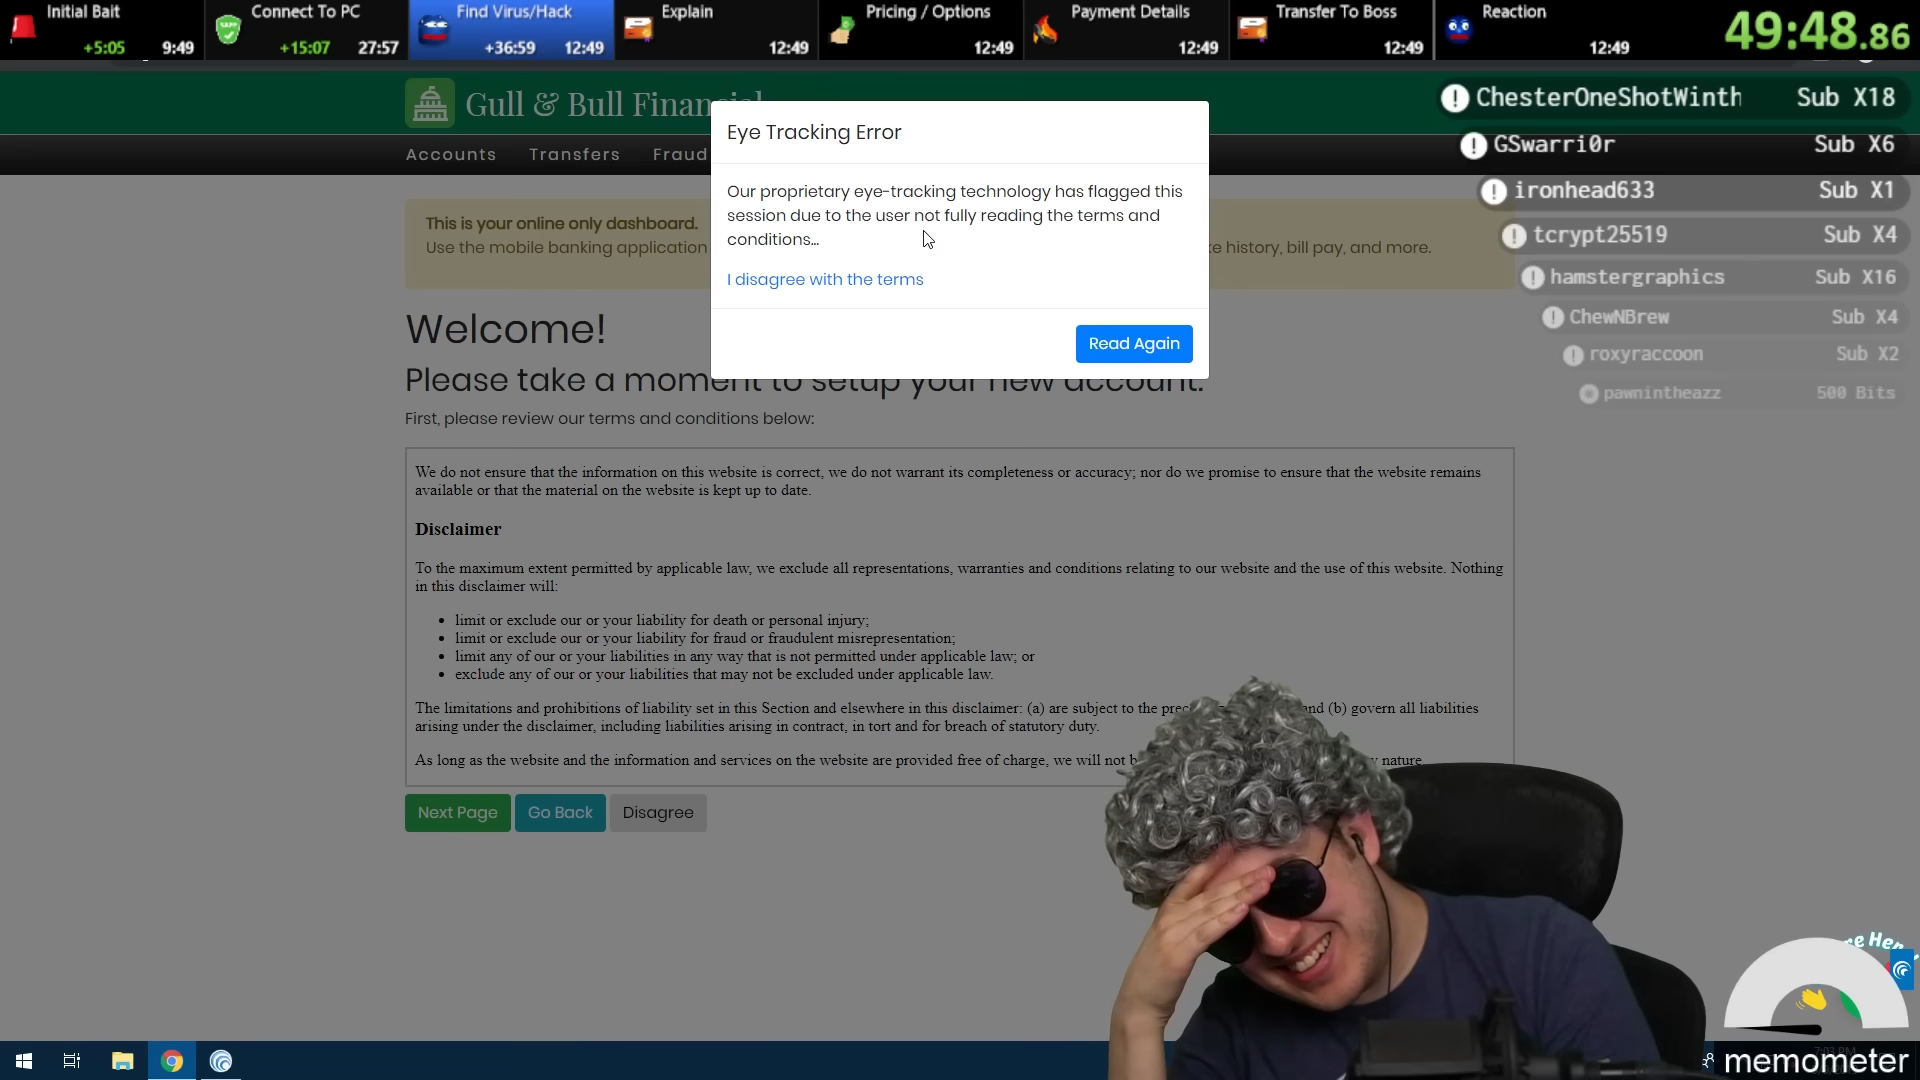 Initial Bait
+5:05 9:49
Connect To PC
+15:07 27:57
Find Virus/Hack
+36:59 12:49
Explain
12:49
Pricing / Options
12:49
Payment Details
12:49
Transfer To Boss
12:49
Reaction
12:49
49:48.86
Gull & Bull Financial
Accounts Transfers Fraud
ChesterOneShotWinth Sub X18
GSwarri0r Sub X6
ironhead633 Sub X1
tcrypt25519 Sub X4
hamstergraphics Sub X16
ChewNBrew Sub X4
roxyraccoon Sub X2
pawnintheazz 500 Bits
Eye Tracking Error
Our proprietary eye-tracking technology has flagged this
session due to the user not fully reading the terms and
conditions...
I disagree with the terms
Read Again
This is your online only dashboard.
Use the mobile banking application
history, bill pay, and more.
Welcome!
Please take a moment to setup your new account.
First, please review our terms and conditions below:
We do not ensure that the information on this website is correct, we do not warrant its completeness or accuracy; nor do we promise to ensure that the website remains
available or that the material on the website is kept up to date.
Disclaimer
To the maximum extent permitted by applicable law, we exclude all representations, warranties and conditions relating to our website and the use of this website. Nothing
in this disclaimer will:
• limit or exclude our or your liability for death or personal injury;
• limit or exclude our or your liability for fraud or fraudulent misrepresentation;
• limit any of our or your liabilities in any way that is not permitted under applicable law; or
• exclude any of our or your liabilities that may not be excluded under applicable law.
The limitations and prohibitions of liability set in this Section and elsewhere in this disclaimer: (a) are subject to the and (b) govern all liabilities
arising under the disclaimer, including liabilities arising in contract, in tort and for breach of statutory duty.
As long as the website and the information and services on the website are provided free of charge, we will not nature
Next Page Go Back Disagree
memometer